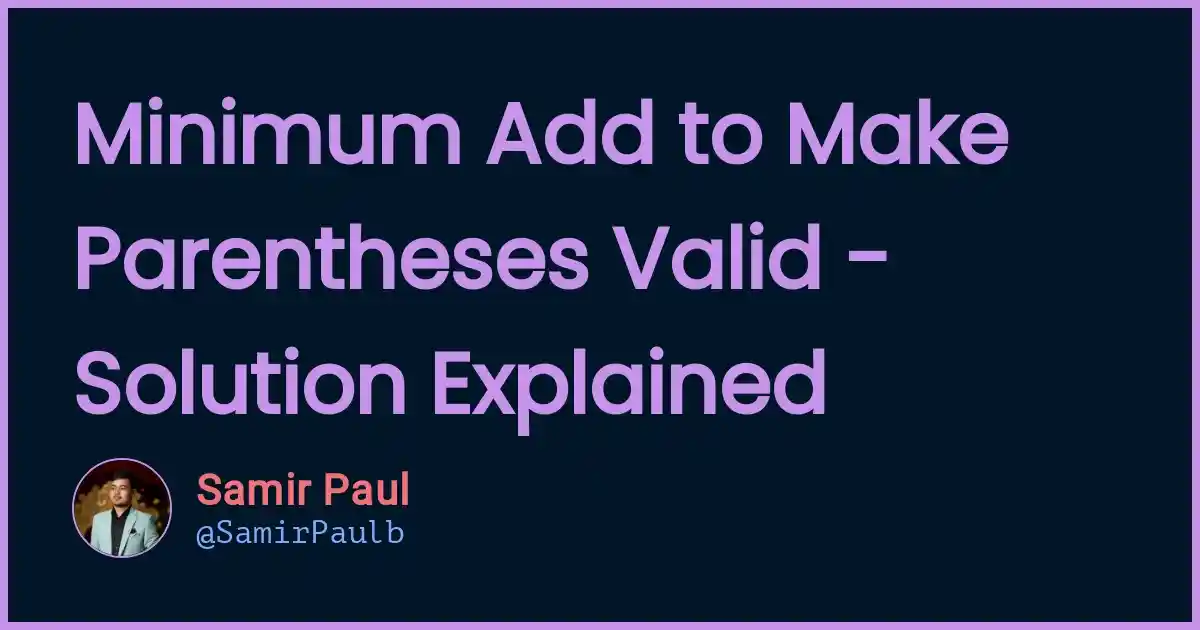 Minimum Add to Make
Parentheses Valid -
Solution Explained
Samir Paul
@SamirPaulb